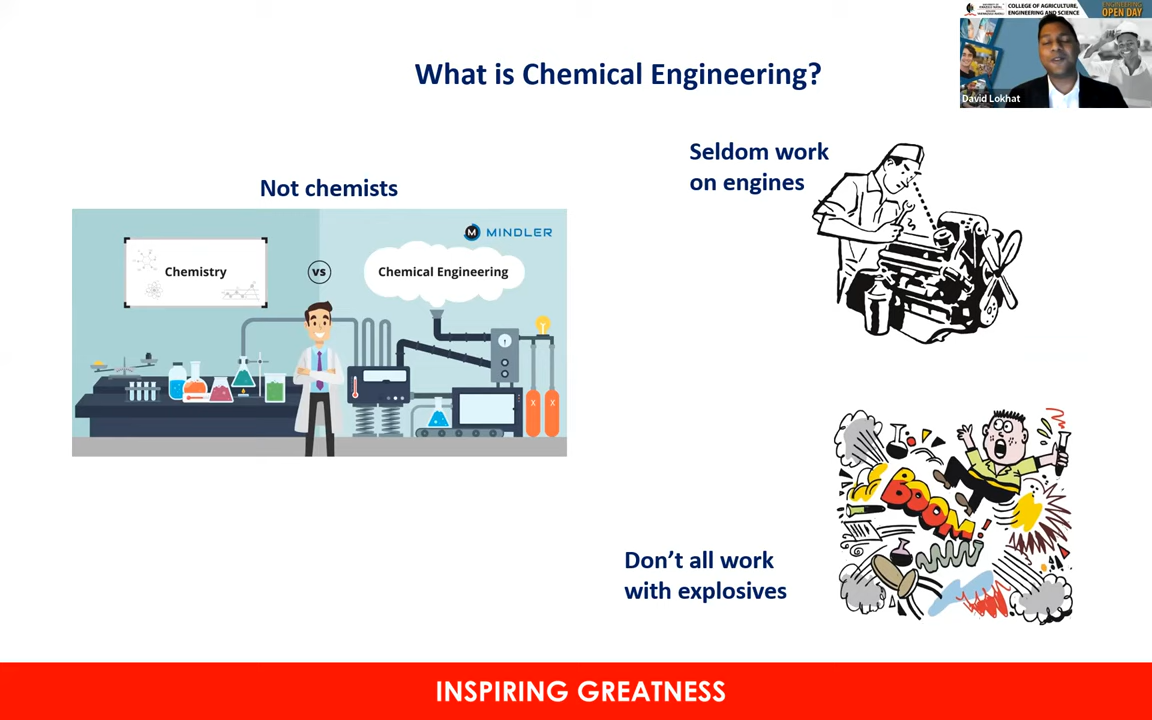 COLLEGE OF AGRICULTURE,
ENGINEERING AND SCIENCE
ENGINEERING
OPEN DAY
David Lokhat
What is Chemical Engineering?
Not chemists
MINDLER
Chemistry
vs
Chemical Engineering
X X
Seldom work
on engines
BOOM!
Don’t all work
with explosives
INSPIRING GREATNESS